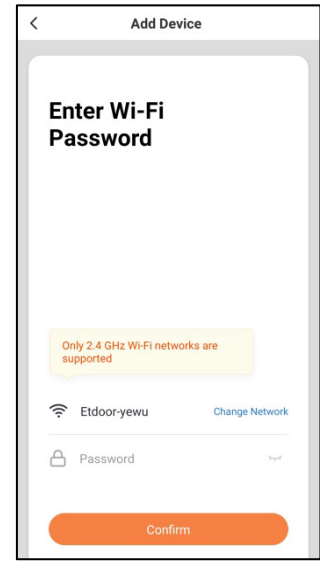 Add Device
Enter Wi-Fi
Password
Only 2.4 GHz Wi-Fi networks are
supported
Etdoor-yewu Change Network
Password
Confirm